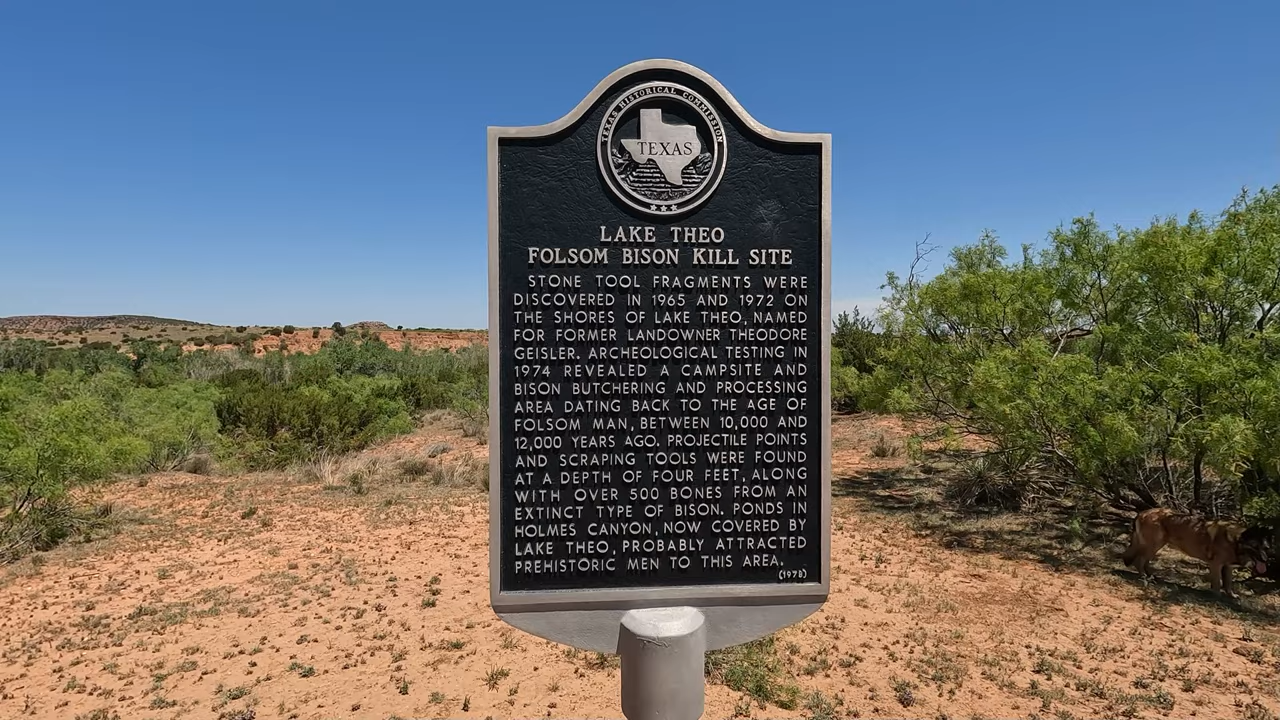 TEXAS HISTORICAL COMMISSION
TEXAS
LAKE THEO
FOLSOM BISON KILL SITE
STONE TOOL FRAGMENTS WERE
DISCOVERED IN 1965 AND 1972 ON
THE SHORES OF LAKE THEO, NAMED
FOR FORMER LANDOWNER THEODORE
GEISLER. ARCHEOLOGICAL TESTING IN
1974 REVEALED A CAMPSITE AND
BISON BUTCHERING AND PROCESSING
AREA DATING BACK TO THE AGE OF
FOLSOM MAN, BETWEEN 10,000 AND
12,000 YEARS AGO. PROJECTILE POINTS
AND SCRAPING TOOLS WERE FOUND
AT A DEPTH OF FOUR FEET, ALONG
WITH OVER 500 BONES FROM AN
EXTINCT TYPE OF BISON. PONDS IN
HOLMES CANYON, NOW COVERED BY
LAKE THEO, PROBABLY ATTRACTED
PREHISTORIC MEN TO THIS AREA.
(1978)